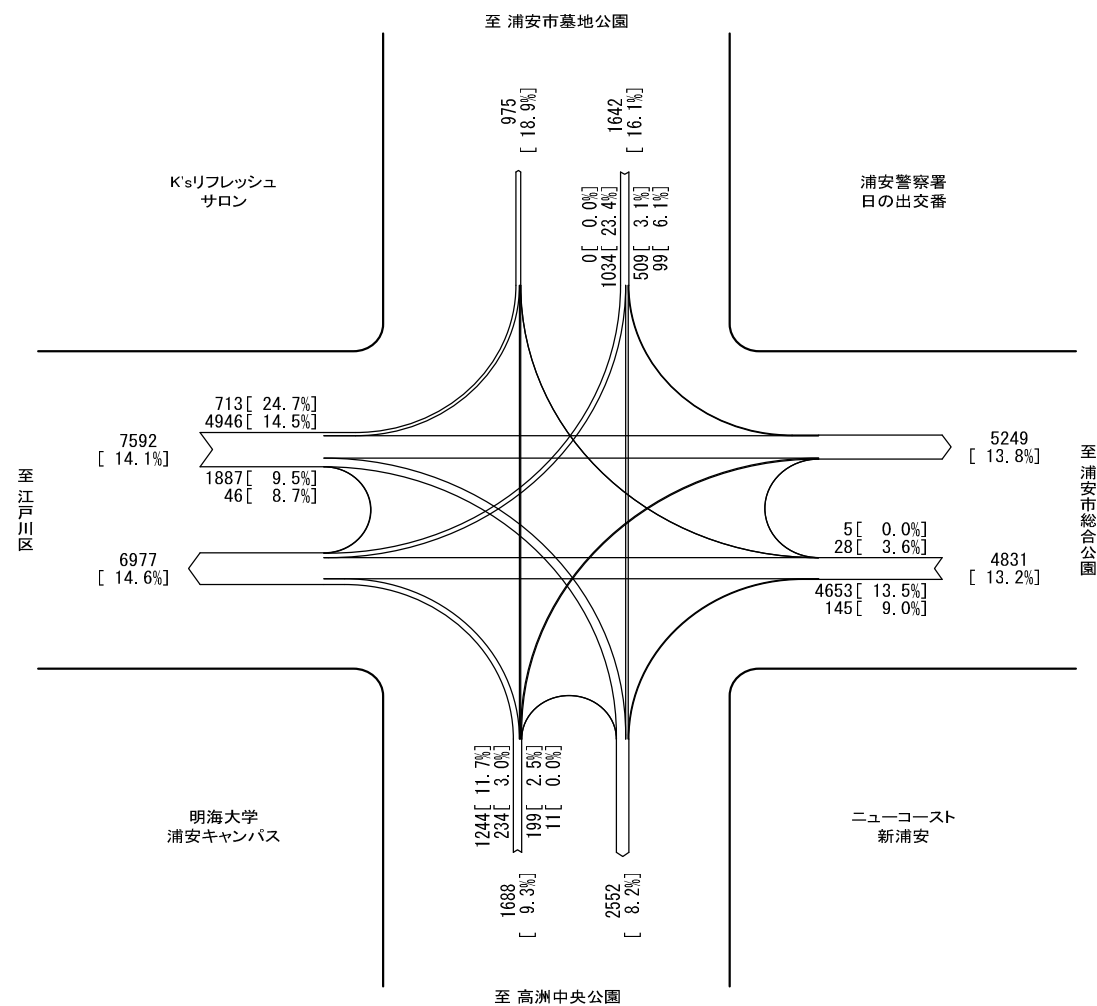 至 浦安市墓地公園
975
[ 18.9%]
1642
[ 16.1%]
K'sリフレッシュ
サロン
浦安警察署
日の出交番
0[ 0.0%]
1034[ 23.4%]
509[ 3.1%]
99[ 6.1%]
713[ 24.7%]
4946[ 14.5%]
7592
[ 14.1%]
1887[ 9.5%]
46[ 8.7%]
5249
[ 13.8%]
至 江戸川区
至 浦安市総合公園
6977
[ 14.6%]
5[ 0.0%]
28[ 3.6%]
4831
[ 13.2%]
4653[ 13.5%]
145[ 9.0%]
1244[ 11.7%]
234[ 3.0%]
199[ 2.5%]
11[ 0.0%]
明海大学
浦安キャンパス
ニューコースト
新浦安
1688
[ 9.3%]
2552
[ 8.2%]
至 高洲中央公園